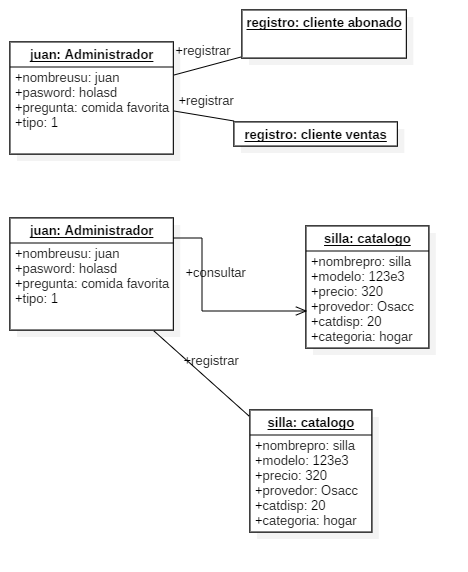 registro: cliente abonado
juan: Administrador
+registrar
+nombreusu: juan
+pasword: holasd
+pregunta: comida favorita
+tipo: 1
+registrar
registro: cliente ventas
juan: Administrador
+nombreusu: juan
+pasword: holasd
+pregunta: comida favorita
+tipo: 1
+consultar
silla: catalogo
+nombrepro: silla
+modelo: 123e3
+precio: 320
+provedor: Osacc
+catdisp: 20
+categoria: hogar
+registrar
silla: catalogo
+nombrepro: silla
+modelo: 123e3
+precio: 320
+provedor: Osacc
+catdisp: 20
+categoria: hogar